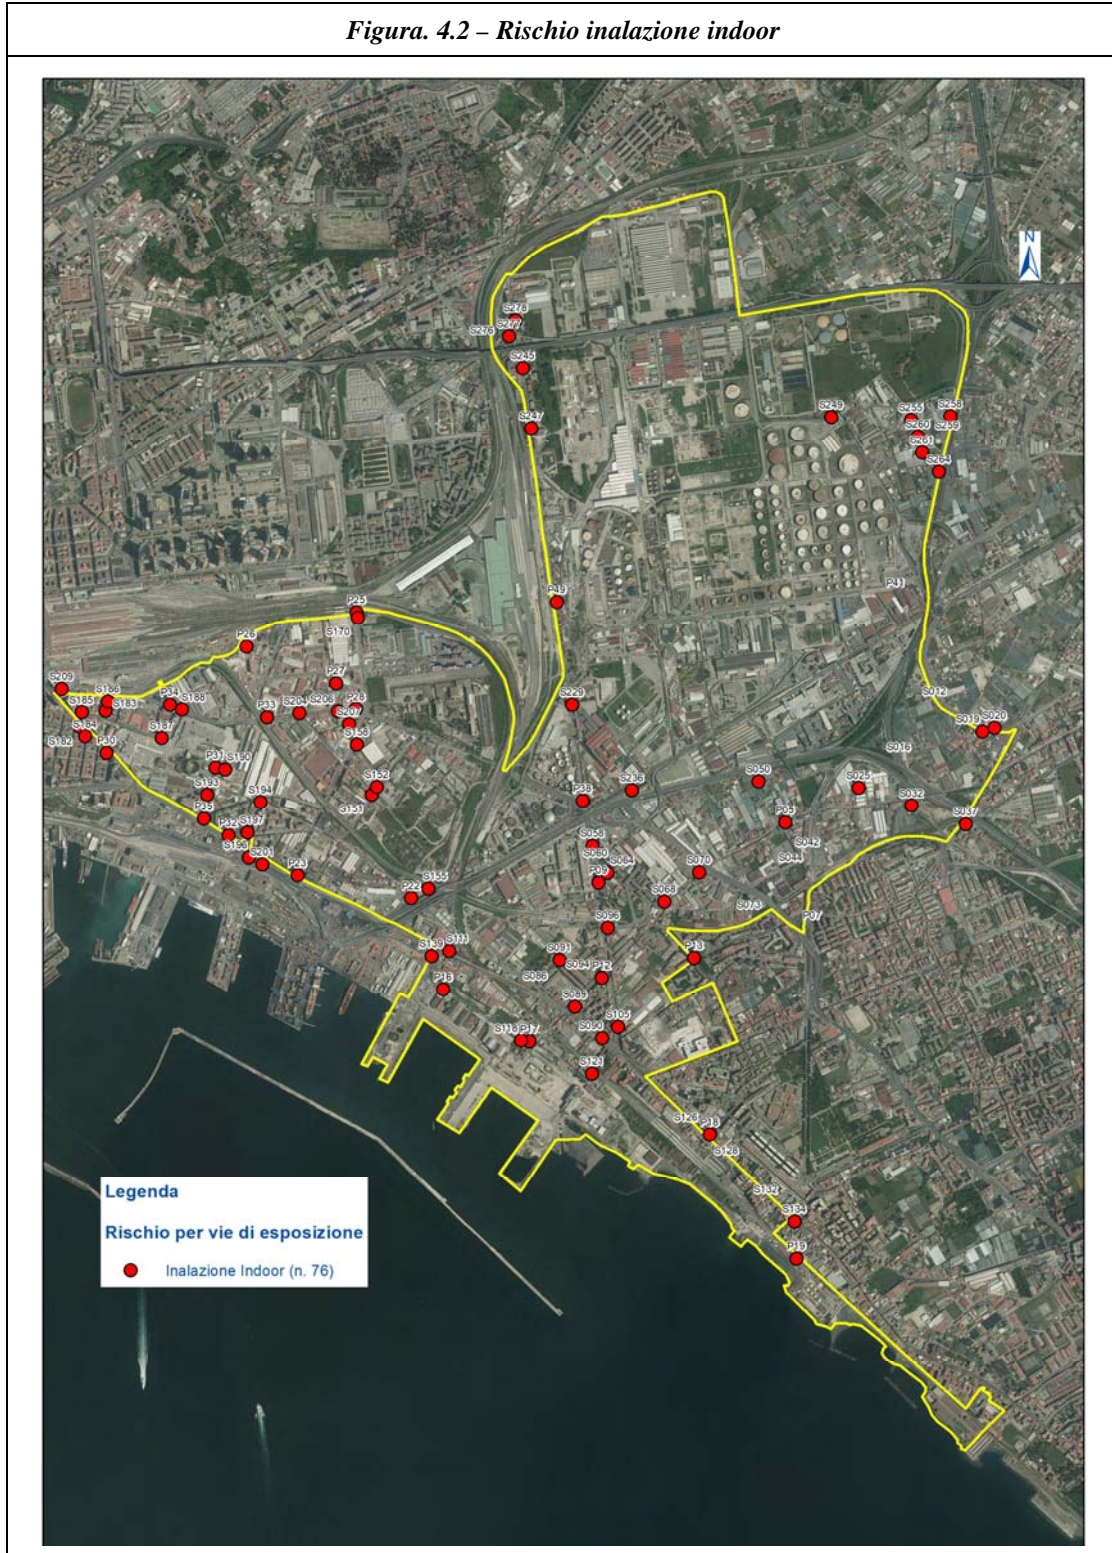 Figura. 4.2 – Rischio inalazione indoor
N
S278
S276 S277
S245
S247
S249
S255
S258
S260
S259
S261
S264
P49
P41
P25
S170
P26
P27
S209
S186
S185
S183
P34
S188
P33
S204
S206
P28
S207
S184
S182
S187
P30
S158
S229
S012
S019
S020
S016
P31
S190
S152
S151
S193
S194
P38
S236
S050
S025
S032
P35
P32
S197
S196
S201
P05
S042
S037
S058
S060
S044
P23
P22
S155
P09
S064
S070
S068
S073
P07
S096
S139
S111
S091
S094
P12
P13
P16
S086
S089
S118
P17
S090
S105
S121
S126
P18
S128
S132
S134
P19
Legenda
Rischio per vie di esposizione
Inalazione Indoor (n. 76)